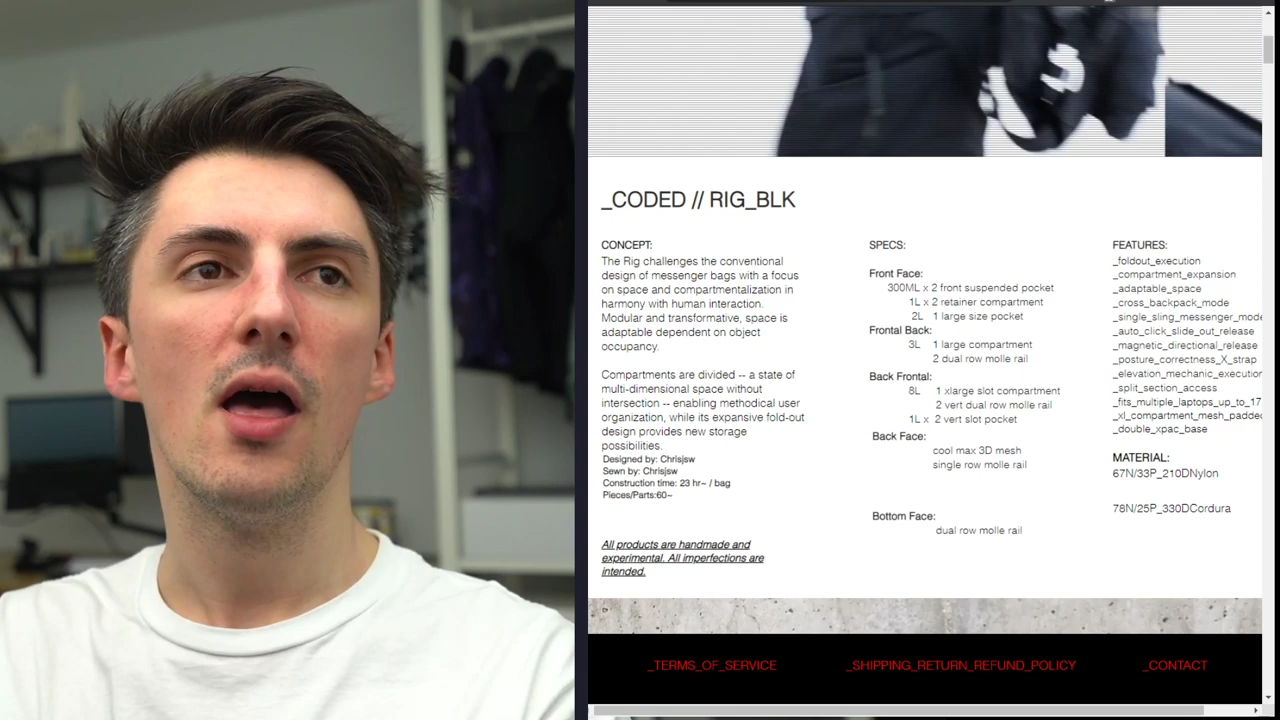 _CODED // RIG_BLK
CONCEPT:
The Rig challenges the conventional
design of messenger bags with a focus
on space and compartmentalization in
harmony with human interaction.
Modular and transformative, space is
adaptable dependent on object
occupancy.
Compartments are divided -- a state of
multi-dimensional space without
intersection -- enabling methodical user
organization, while its expansive fold-out
design provides new storage
possibilities.
Designed by: Chrisjsw
Sewn by: Chrisjsw
Construction time: 23 hr~ / bag
Pieces/Parts:60~
All products are handmade and
experimental. All imperfections are
intended.
SPECS:
Front Face:
300ML x 2 front suspended pocket
1L x 2 retainer compartment
2L 1 large size pocket
Frontal Back:
3L 1 large compartment
2 dual row molle rail
Back Frontal:
8L 1 xlarge slot compartment
2 vert dual row molle rail
1L x 2 vert slot pocket
Back Face:
cool max 3D mesh
single row molle rail
Bottom Face:
dual row molle rail
FEATURES:
_foldout_execution
_compartment_expansion
_adaptable_space
_cross_backpack_mode
_single_sling_messenger_mode
_auto_click_slide_out_release
_magnetic_directional_release
_posture_correctness_X_strap
_elevation_mechanic_execution
_split_section_access
_fits_multiple_laptops_up_to_17
_xl_compartment_mesh_padded
_double_xpac_base
MATERIAL:
67N/33P_210DNylon
78N/25P_330DCordura
_TERMS_OF_SERVICE
_SHIPPING_RETURN_REFUND_POLICY
_CONTACT